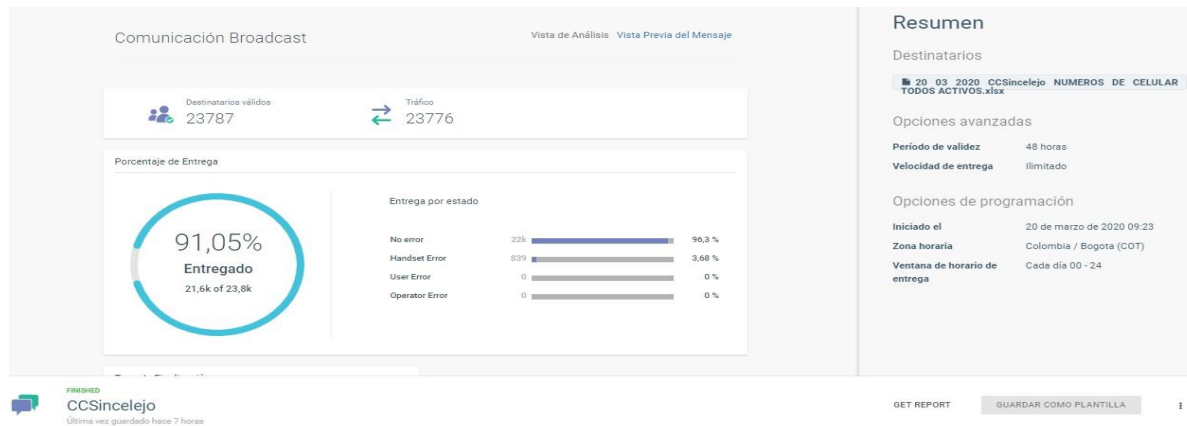 Comunicación Broadcast
Vista de Análisis Vista Previa del Mensaje
Destinatarios válidos
23787
Tráfico
23776
Porcentaje de Entrega
91,05%
Entregado
21,6k of 23,8k
Entrega por estado
No error 22k 96,3 %
Handset Error 839 3,68 %
User Error 0 0 %
Operator Error 0 0 %
Resumen
Destinatarios
20 03 2020 CCSincelejo NUMEROS DE CELULAR
TODOS ACTIVOS.xlsx
Opciones avanzadas
Período de validez 48 horas
Velocidad de entrega Ilimitado
Opciones de programación
Iniciado el 20 de marzo de 2020 09:23
Zona horaria Colombia / Bogota (COT)
Ventana de horario de Cada día 00 - 24
entrega
FINISHED
CCSincelejo
Última vez guardado hace 7 horas
GET REPORT
GUARDAR COMO PLANTILLA